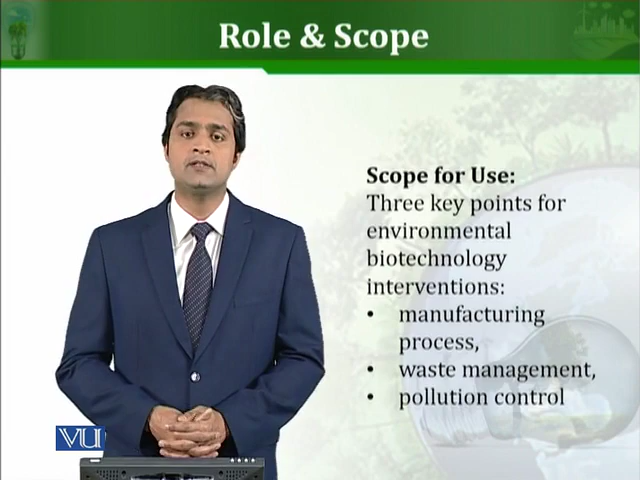 Role & Scope
Scope for Use:
Three key points for
environmental
biotechnology
interventions:
• manufacturing
process,
• waste management,
• pollution control
VU